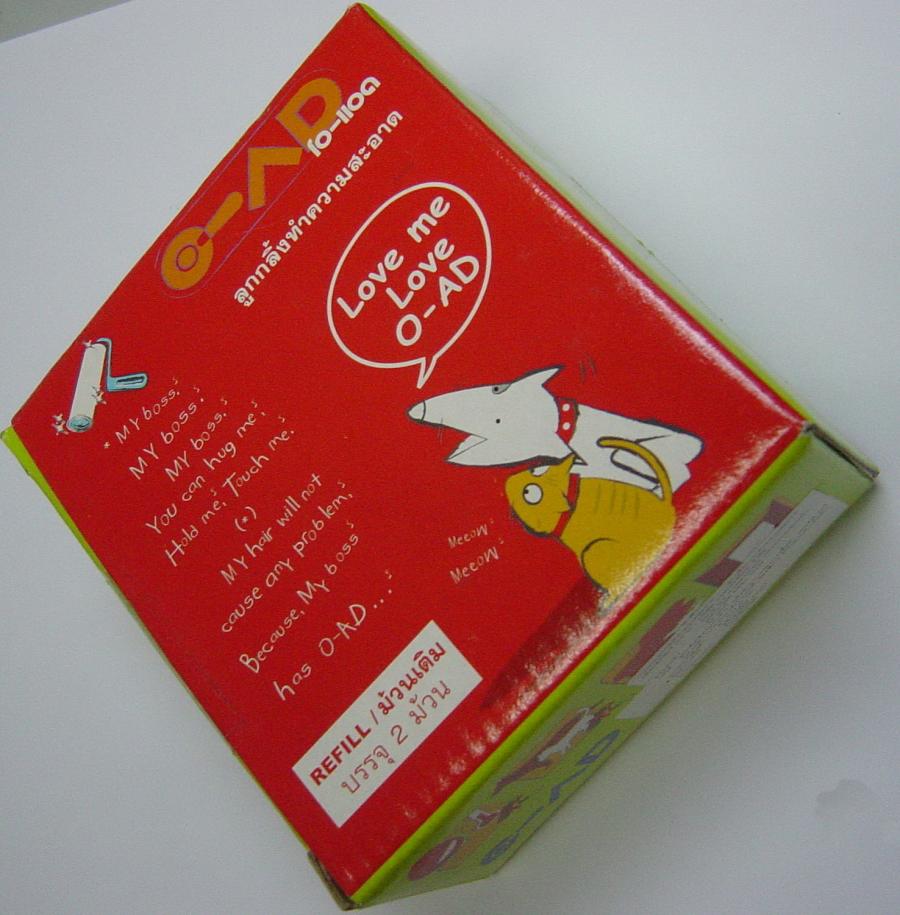 O-AD
โอ-แอด
ลูกกลิ้งทำความสะอาด
Love me
Love
O-AD
* MY boss
MY boss
MY boss
You can hug me
Hold me, Touch me
(*)
MY hair will not
cause any problem
Because, My boss
has O-AD ...
Meeow
Meeow
REFILL / ม้วนเติม
บรรจุ 2 ม้วน
O-AD